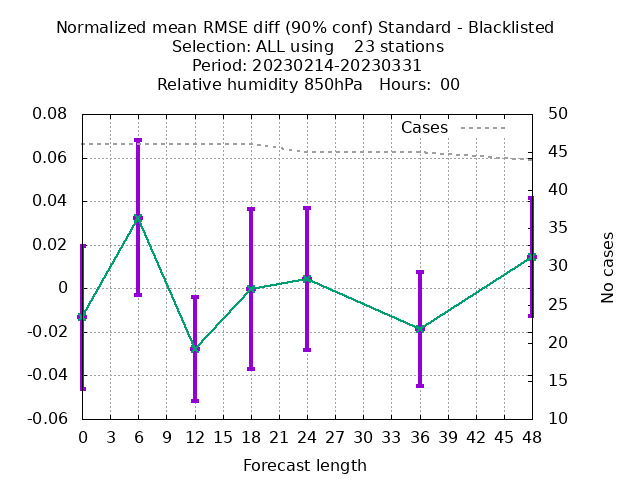 Normalized mean RMSE diff (90% conf) Standard - Blacklisted
Selection: ALL using    23 stations
Period: 20230214-20230331
Relative humidity 850hPa   Hours: 00
Cases
0.08
0.06
0.04
0.02
0
-0.02
-0.04
-0.06
50
45
40
35
30
25
20
15
10
No cases
0 3 6 9 12 15 18 21 24 27 30 33 36 39 42 45 48
Forecast length